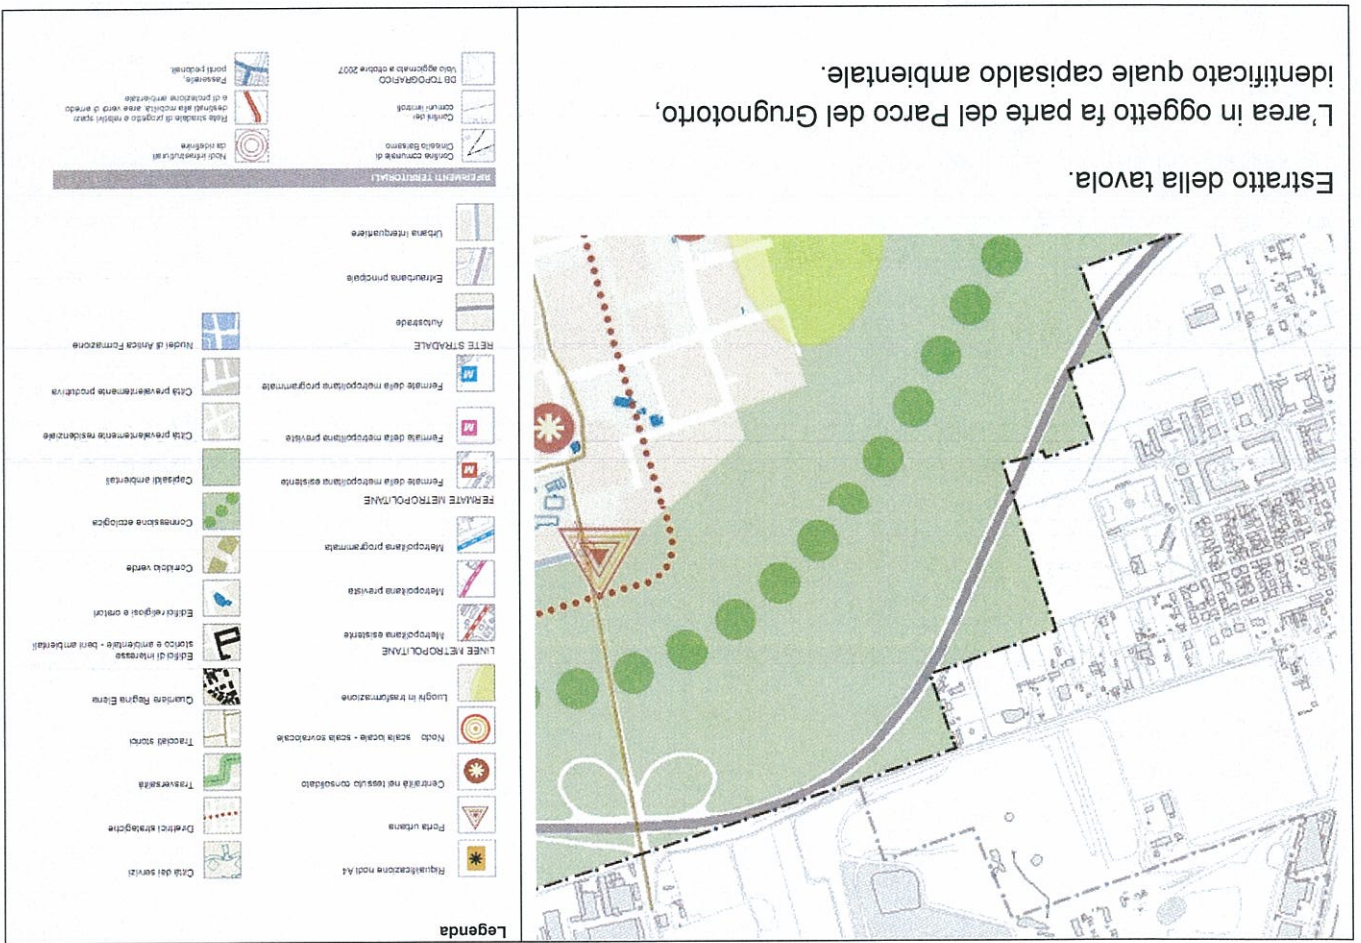 Legenda
Riqualificazione nodi A4
Porta urbana
Centralità nel tessuto consolidato
Nodo scala locale - scala sovralocale
Luoghi in trasformazione
LINEE METROPOLITANE
Metropolitana esistente
Metropolitana prevista
Metropolitana programmata
FERMATE METROPOLITANE
M
Fermate della metropolitana esistente
M
Fermate della metropolitana previste
M
Fermate della metropolitana programmate
RETE STRADALE
Autostrade
Extraurbana principale
Urbana interquartiere
Città dei servizi
Direttrici strategiche
Trasversalità
Tracciati storici
Quartiere Regina Elena
Edifici di interesse
storico e ambientale - beni ambientali
Edifici religiosi e oratori
Corridoio verde
Connessione ecologica
Capisaldi ambientali
Città prevalentemente residenziale
Città prevalentemente produttiva
Nuclei di Antica Formazione
RIFERIMENTI TERRITORIALI
Confine comunale di
Cinisello Balsamo
Confini dei
comuni limitrofi
DB TOPOGRAFICO
Volo aggiornato a ottobre 2007
Nodi infrastrutturali
da ridefinire
Rete stradale di progetto e relativi spazi
destinati alla mobilità, aree verdi di arredo
e di protezione ambientale
Passerelle,
ponti pedonali.
Estratto della tavola.
L'area in oggetto fa parte del Parco del Grugnotorto,
identificato quale capisaldo ambientale.